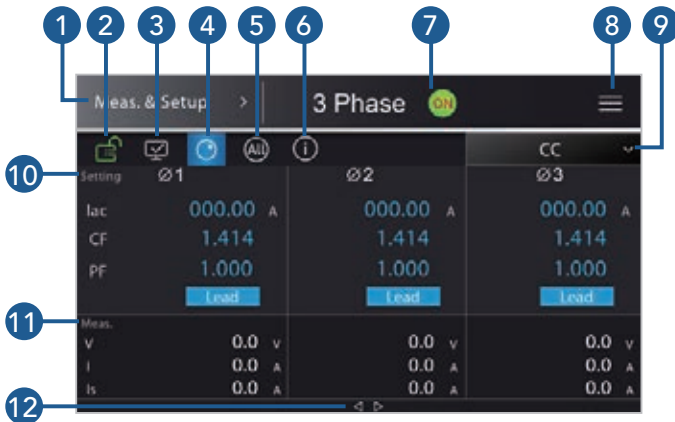 1 2 3 4 5 6 7 8 9
Meas. & Setup > 3 Phase ON
All i CC
10 Setting Ø1 Ø2 Ø3
Iac 000.00 A 000.00 A 000.00 A
CF 1.414 1.414 1.414
PF 1.000 1.000 1.000
Lead Lead Lead
11 Meas.
V 0.0 V 0.0 V 0.0 V
I 0.0 A 0.0 A 0.0 A
Is 0.0 A 0.0 A 0.0 A
12